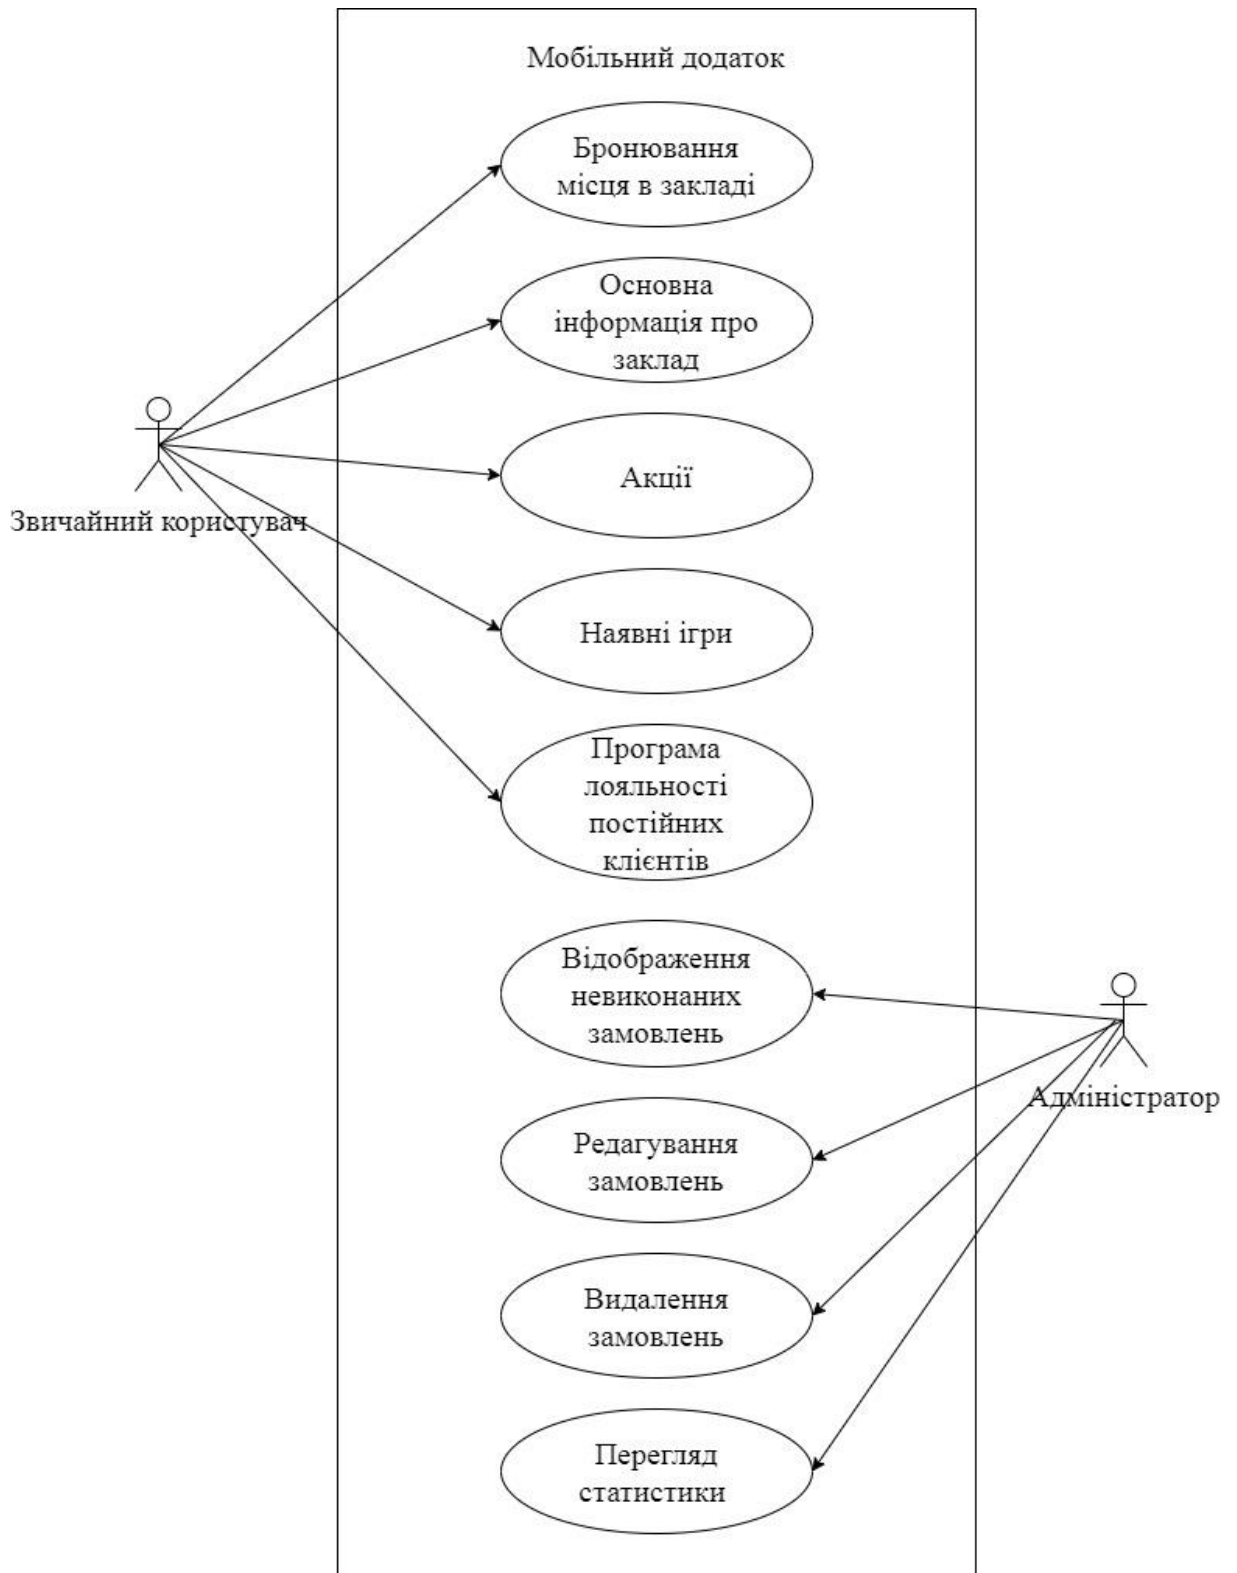 Мобільний додаток
Бронювання
місця в закладі
Основна
інформація про
заклад
Акції
Звичайний користувач
Наявні ігри
Програма
лояльності
постійних
клієнтів
Відображення
невиконаних
замовлень
Адміністратор
Редагування
замовлень
Видалення
замовлень
Перегляд
статистики